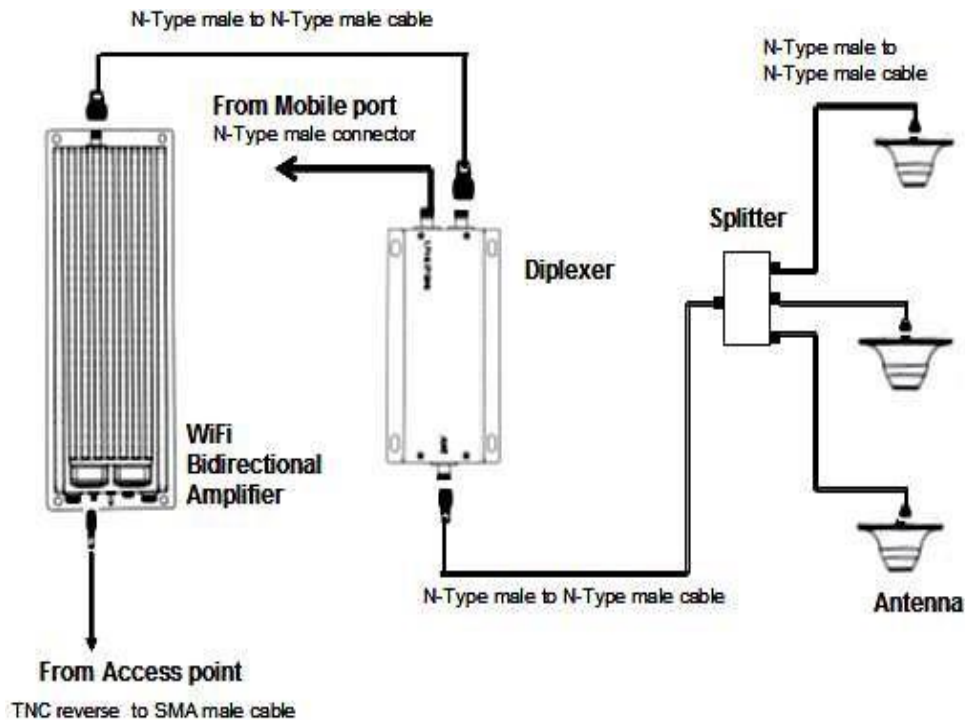 N-Type male to N-Type male cable
N-Type male to
N-Type male cable
From Mobile port
N-Type male connector
Splitter
Diplexer
WiFi
Bidirectional
Amplifier
ANT
N-Type male to N-Type male cable
Antenna
From Access point
TNC reverse to SMA male cable